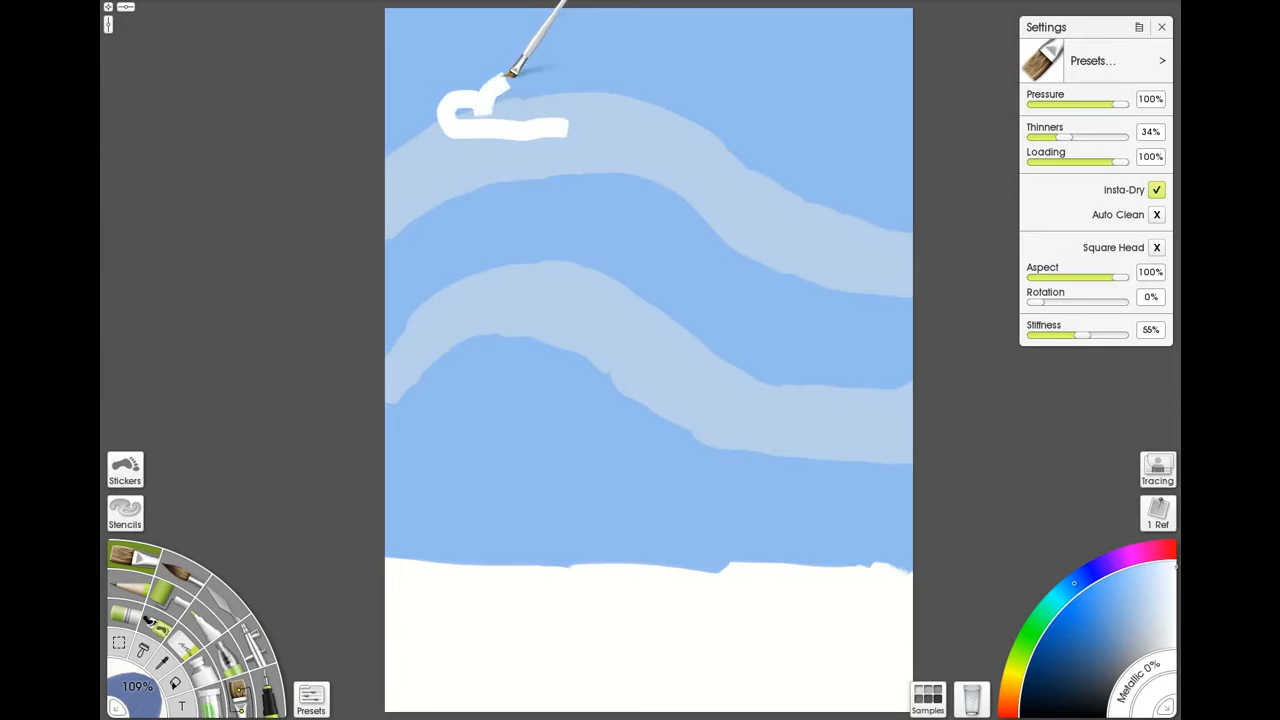 Settings
Presets... >
Pressure 100%
Thinners 34%
Loading 100%
Insta-Dry
Auto Clean X
Square Head X
Aspect 100%
Rotation 0%
Stiffness 55%
Stickers
Stencils
Tracing
1 Ref
109%
T
Presets
Samples
Metallic 0%